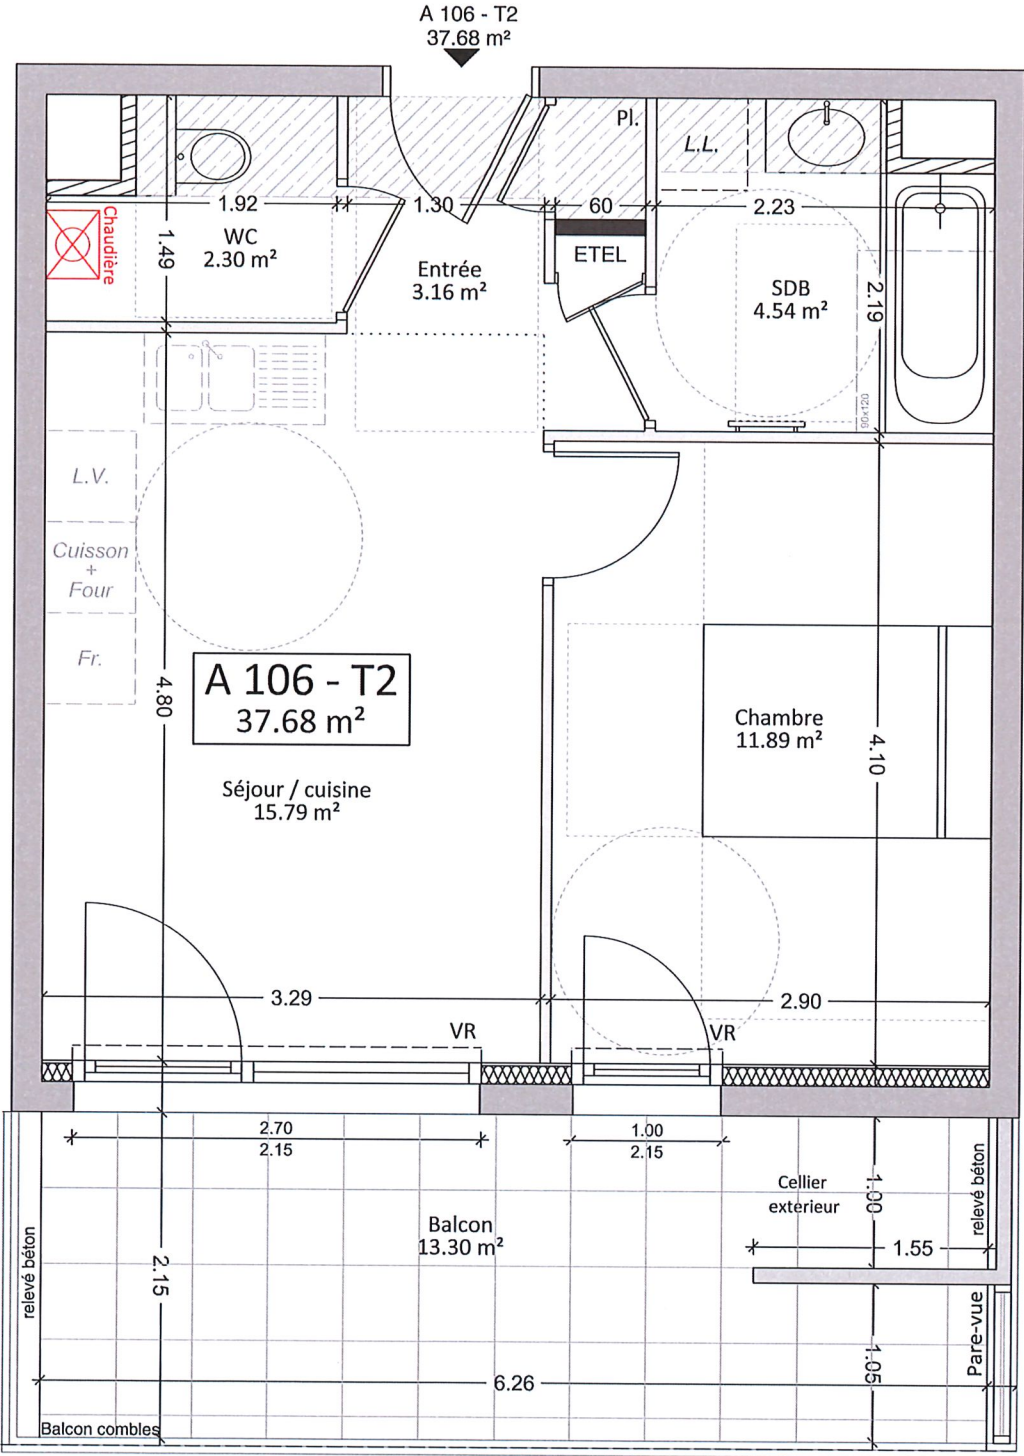 A 106 - T2
37.68 m²
Pl.
L.L.
1.92
1.30
60
2.23
Chaudière
1.49
WC
2.30 m²
Entrée
3.16 m²
ETEL
SDB
4.54 m²
2.19
90x120
L.V.
Cuisson
+
Four
Fr.
A 106 - T2
37.68 m²
4.80
Chambre
11.89 m²
4.10
Séjour / cuisine
15.79 m²
3.29
2.90
VR
VR
2.70
2.15
1.00
2.15
Cellier
exterieur
1.00
relevé béton
Balcon
13.30 m²
1.55
relevé béton
2.15
Pare-vue
1.05
6.26
Balcon combles